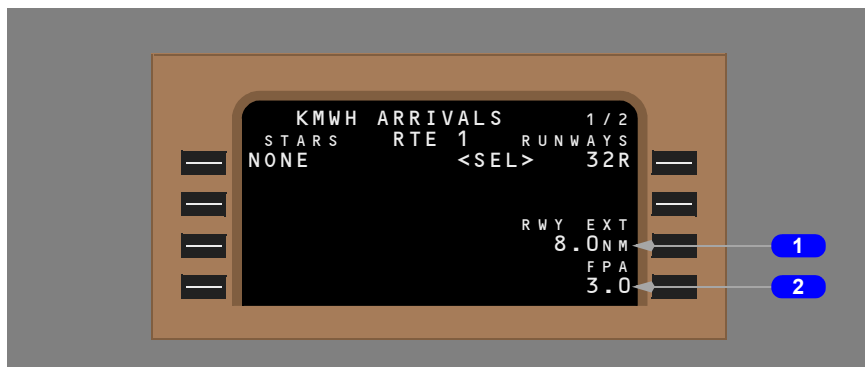 KMWH ARRIVALS 1/2
STARS RTE 1 RUNWAYS
NONE <SEL> 32R
RWY EXT
8.0NM
1
FPA
3.0
2